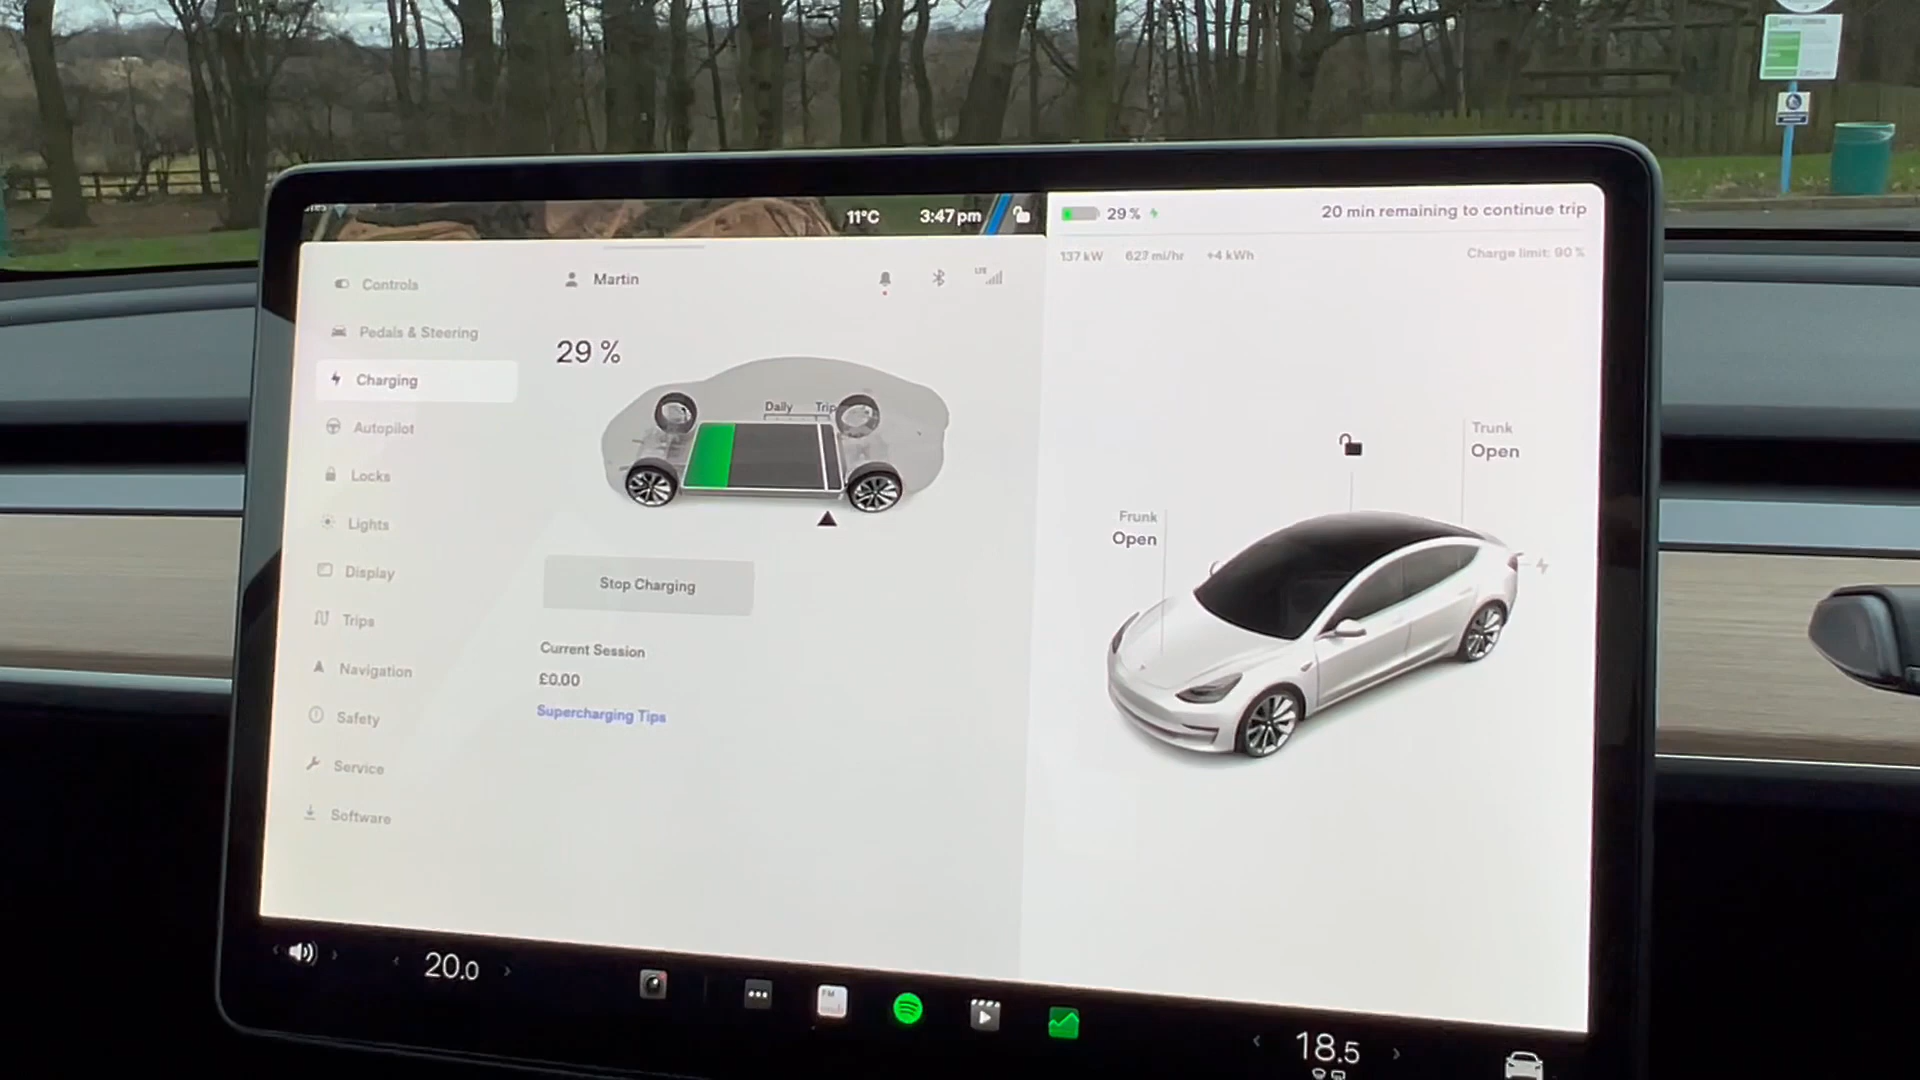 11°C 3:47 pm
29% 20 min remaining to continue trip
137 kW 627 mi/hr +4 kWh Charge limit: 90%
Controls
Pedals & Steering
Charging
Autopilot
Locks
Lights
Display
Trips
Navigation
Safety
Service
Software
Martin
LTE
29 %
Daily Trip
Stop Charging
Current Session
£0.00
Supercharging Tips
Trunk
Open
Frunk
Open
20.0
FM
18.5